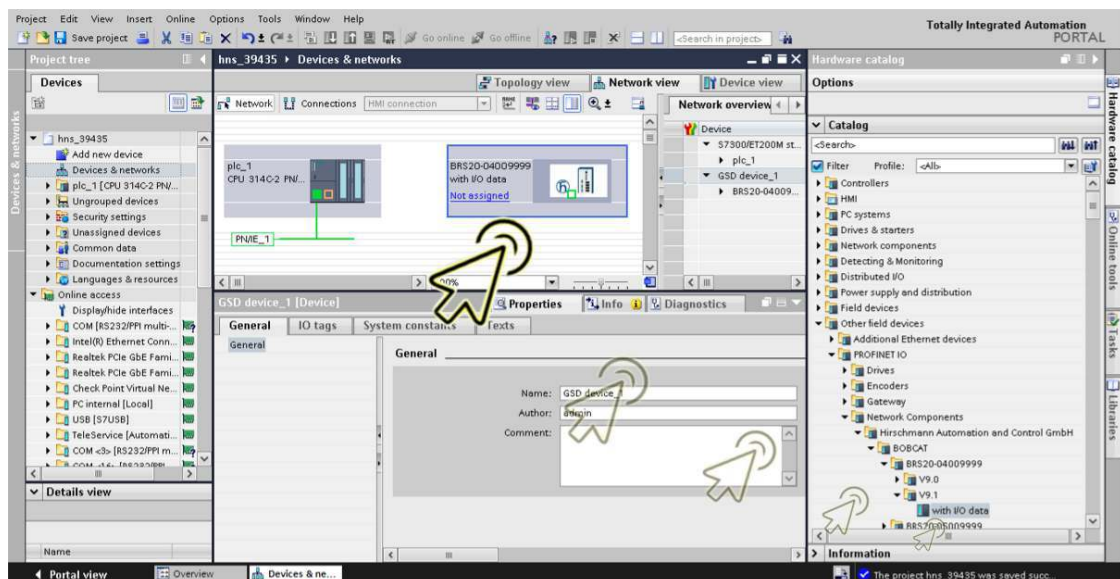 Project Edit View Insert Online Options Tools Window Help
Totally Integrated Automation
PORTAL
Save project
Go online
Go offline
<Search in project>
Project tree
Devices
Devices & networks
hns_39435
Add new device
Devices & networks
plc_1 [CPU 314C-2 PN/...
Ungrouped devices
Security settings
Unassigned devices
Common data
Documentation settings
Languages & resources
Online access
Display/hide interfaces
COM [RS232/PPI multi-...
Intel(R) Ethernet Conn...
Realtek PCIe GbE Fami...
Realtek PCIe GbE Fami...
Check Point Virtual Ne...
PC internal [Local]
USB [S7USB]
TeleService [Automati...
COM <3> [RS232/PPI m...
Details view
Name
hns_39435 ▸ Devices & networks
Topology view
Network view
Device view
Network
Connections
HMI connection
Network overview
plc_1
CPU 314C-2 PN/...
BRS20-04009999
with I/O data
Not assigned
PN/IE_1
Device
S7300/ET200M st...
plc_1
GSD device_1
BRS20-04009...
GSD device_1 [Device]
Properties
Info
Diagnostics
General
IO tags
System constants
Texts
General
General
Name:
GSD device_1
Author:
admin
Comment:
Hardware catalog
Options
Catalog
<Search>
Filter
Profile:
<All>
Controllers
HMI
PC systems
Drives & starters
Network components
Detecting & Monitoring
Distributed I/O
Power supply and distribution
Field devices
Other field devices
Additional Ethernet devices
PROFINET IO
Drives
Encoders
Gateway
Network Components
Hirschmann Automation and Control GmbH
BOBCAT
BRS20-04009999
V9.0
V9.1
with I/O data
BRS20-05009999
Information
Hardware catalog
Online tools
Tasks
Libraries
Portal view
Overview
Devices & ne...
The project hns_39435 was saved succ...